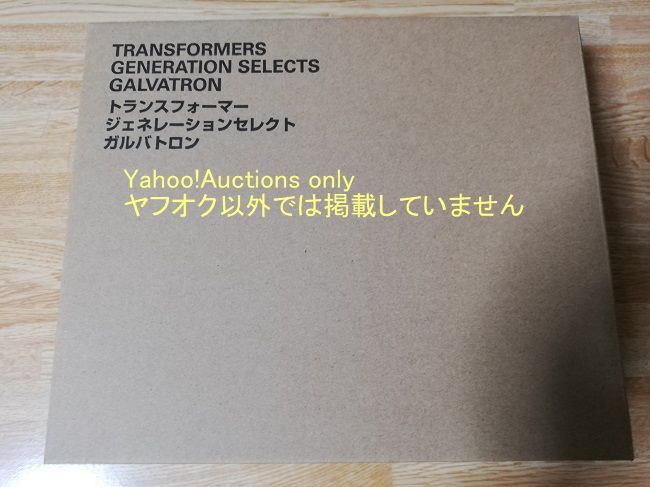 TRANSFORMERS
GENERATION SELECTS
GALVATRON
トランスフォーマー
ジェネレーションセレクト
ガルバトロン
Yahoo!Auctions only
ヤフオク以外では掲載していません